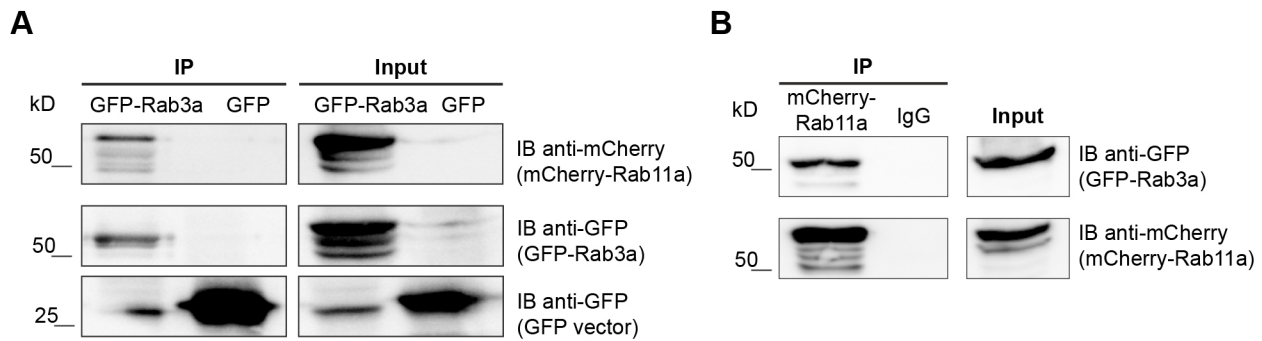 A
B
IP
Input
kD
GFP-Rab3a
GFP
GFP-Rab3a
GFP
50
IB anti-mCherry
(mCherry-Rab11a)
50
IB anti-GFP
(GFP-Rab3a)
25
IB anti-GFP
(GFP vector)
IP
kD
mCherry-
Rab11a
IgG
Input
50
IB anti-GFP
(GFP-Rab3a)
50
IB anti-mCherry
(mCherry-Rab11a)